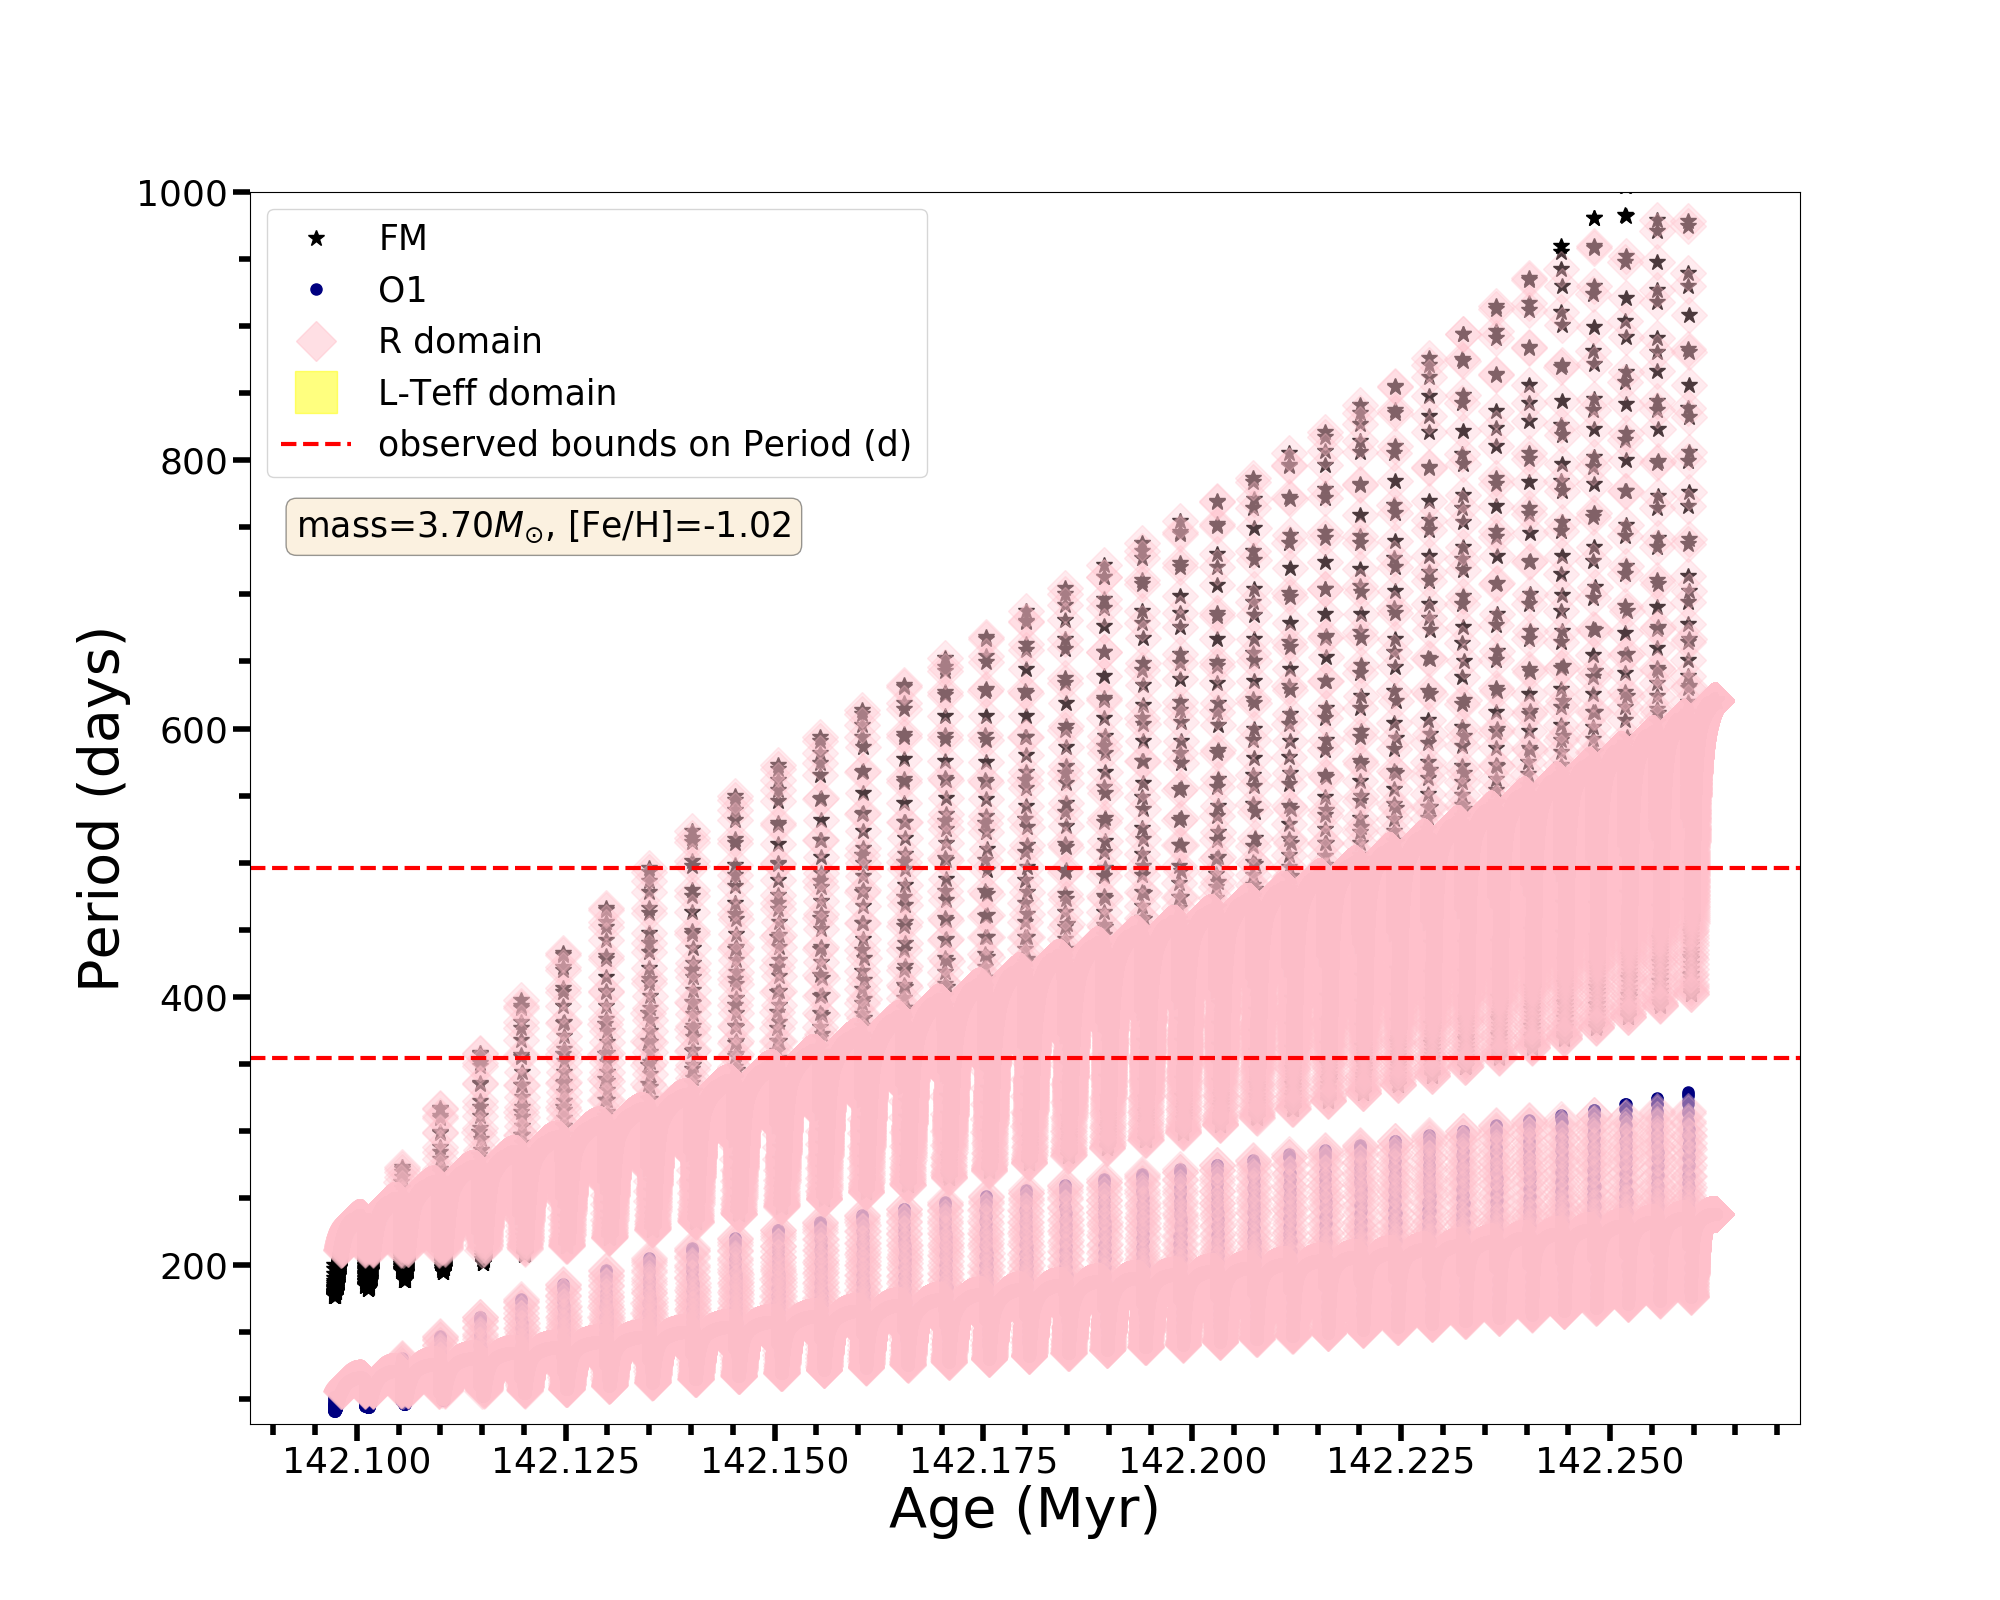 1000
800
600
400
200
Period (days)
FM
O1
R domain
L-Teff domain
observed bounds on Period (d)
mass=3.70M⊙, [Fe/H]=-1.02
142.100 142.125 142.150 142.175 142.200 142.225 142.250
Age (Myr)